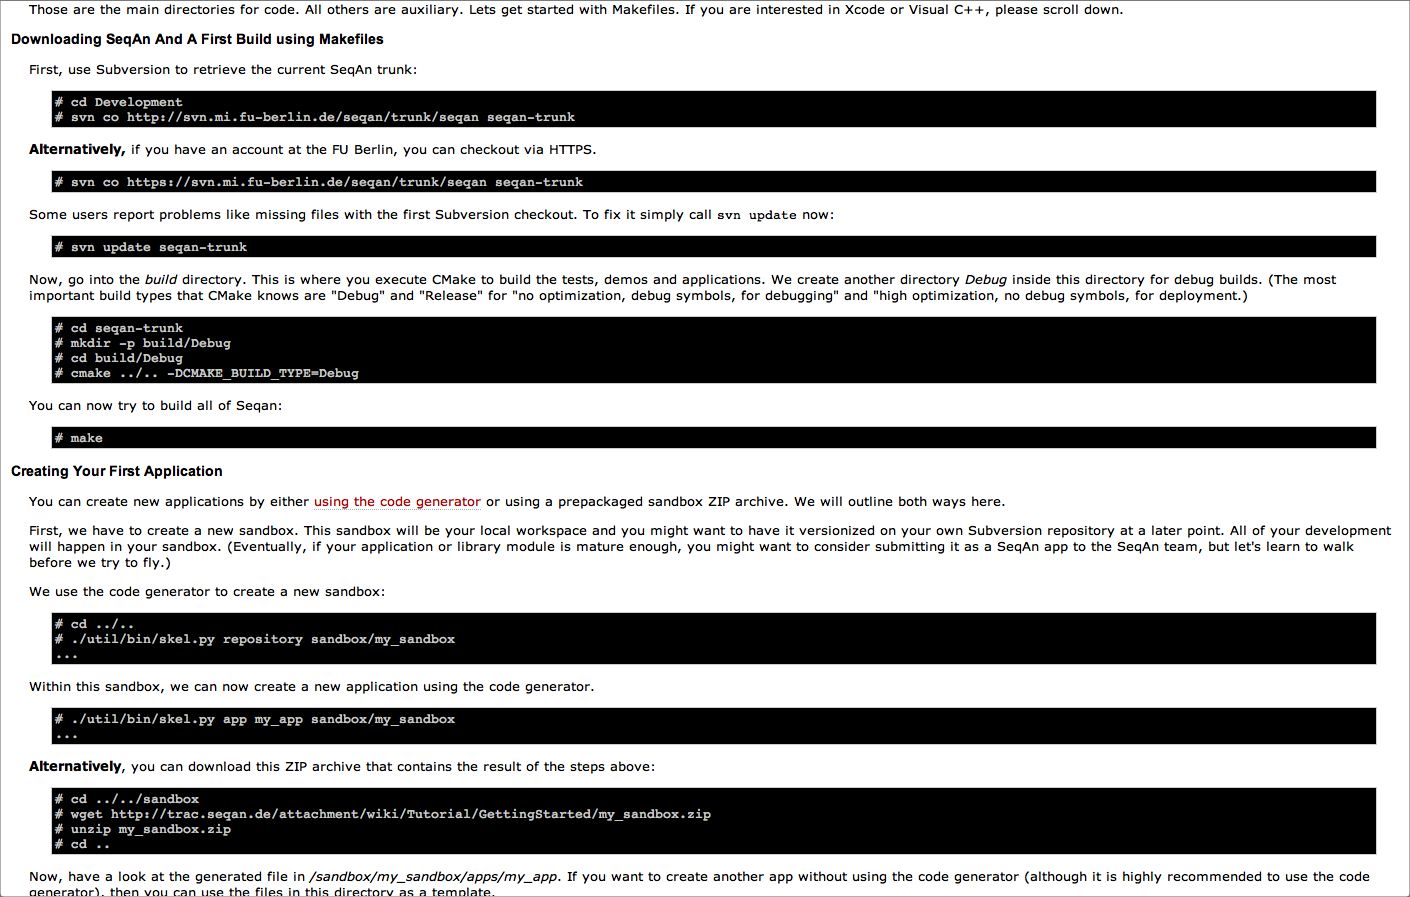 Those are the main directories for code. All others are auxiliary. Lets get started with Makefiles. If you are interested in Xcode or Visual C++, please scroll down.
Downloading SeqAn And A First Build using Makefiles
First, use Subversion to retrieve the current SeqAn trunk:
# cd Development
# svn co http://svn.mi.fu-berlin.de/seqan/trunk/seqan seqan-trunk
Alternatively, if you have an account at the FU Berlin, you can checkout via HTTPS.
# svn co https://svn.mi.fu-berlin.de/seqan/trunk/seqan seqan-trunk
Some users report problems like missing files with the first Subversion checkout. To fix it simply call svn update now:
# svn update seqan-trunk
Now, go into the build directory. This is where you execute CMake to build the tests, demos and applications. We create another directory Debug inside this directory for debug builds. (The most
important build types that CMake knows are "Debug" and "Release" for "no optimization, debug symbols, for debugging" and "high optimization, no debug symbols, for deployment.)
# cd seqan-trunk
# mkdir -p build/Debug
# cd build/Debug
# cmake ../.. -DCMAKE_BUILD_TYPE=Debug
You can now try to build all of Seqan:
# make
Creating Your First Application
You can create new applications by either using the code generator or using a prepackaged sandbox ZIP archive. We will outline both ways here.
First, we have to create a new sandbox. This sandbox will be your local workspace and you might want to have it versionized on your own Subversion repository at a later point. All of your development
will happen in your sandbox. (Eventually, if your application or library module is mature enough, you might want to consider submitting it as a SeqAn app to the SeqAn team, but let's learn to walk
before we try to fly.)
We use the code generator to create a new sandbox:
# cd ../..
# ./util/bin/skel.py repository sandbox/my_sandbox
...
Within this sandbox, we can now create a new application using the code generator.
# ./util/bin/skel.py app my_app sandbox/my_sandbox
...
Alternatively, you can download this ZIP archive that contains the result of the steps above:
# cd ../../sandbox
# wget http://trac.seqan.de/attachment/wiki/Tutorial/GettingStarted/my_sandbox.zip
# unzip my_sandbox.zip
# cd ..
Now, have a look at the generated file in /sandbox/my_sandbox/apps/my_app. If you want to create another app without using the code generator (although it is highly recommended to use the code
generator), then you can use the files in this directory as a template.